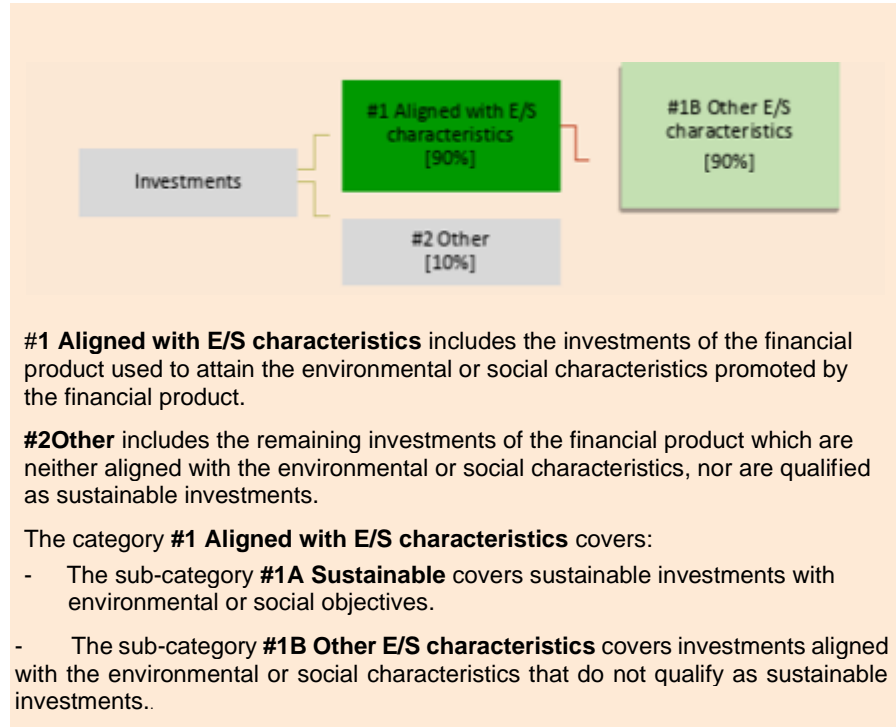 #1 Aligned with E/S
characteristics
[90%]
#1B Other E/S
characteristics
[90%]
Investments
#2 Other
[10%]
#1 Aligned with E/S characteristics includes the investments of the financial
product used to attain the environmental or social characteristics promoted by
the financial product.
#2Other includes the remaining investments of the financial product which are
neither aligned with the environmental or social characteristics, nor are qualified
as sustainable investments.
The category #1 Aligned with E/S characteristics covers:
- The sub-category #1A Sustainable covers sustainable investments with
environmental or social objectives.
- The sub-category #1B Other E/S characteristics covers investments aligned
with the environmental or social characteristics that do not qualify as sustainable
investments..